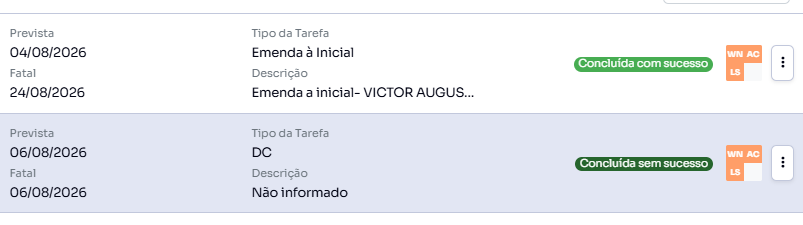 Prevista
Tipo da Tarefa
04/08/2026
Emenda à Inicial
Concluída com sucesso
WN AC
LS
Fatal
Descrição
24/08/2026
Emenda a inicial- VICTOR AUGUS...
Prevista
Tipo da Tarefa
06/08/2026
DC
Concluída sem sucesso
WN AC
LS
Fatal
Descrição
06/08/2026
Não informado